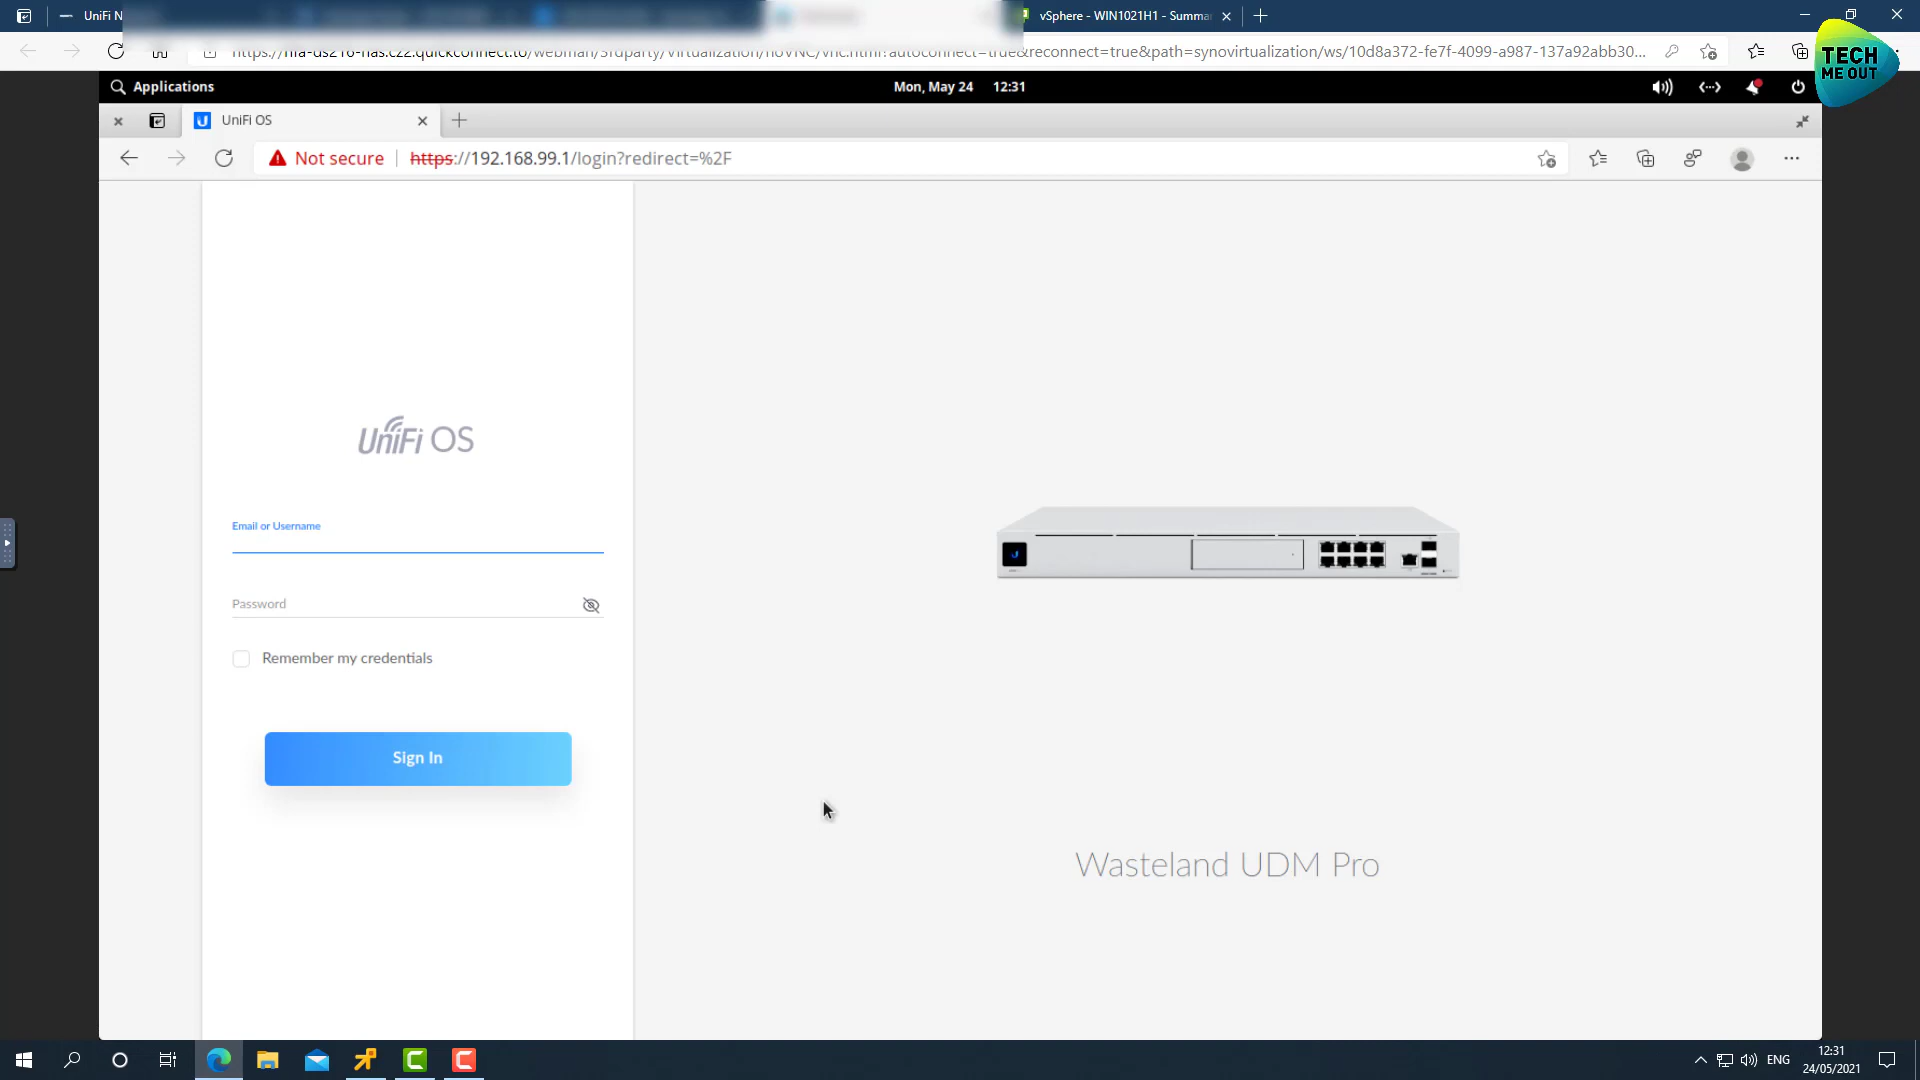 UniFi N
vSphere - WIN1021H1 - Summa
TECH
ME OUT
Applications
Mon, May 24 12:31
UniFi OS
Not secure
https://192.168.99.1/login?redirect=%2F
UniFi OS
Email or Username
Password
Remember my credentials
Sign In
Wasteland UDM Pro
ENG
12:31
24/05/2021